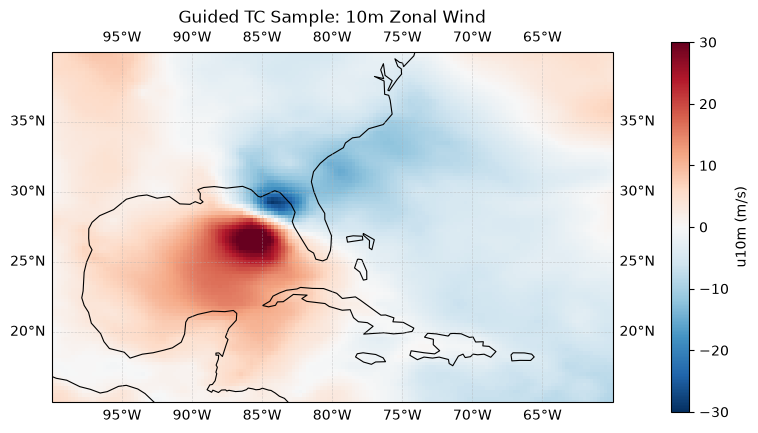 Guided TC Sample: 10m Zonal Wind
95°W 90°W 85°W 80°W 75°W 70°W 65°W
35°N 35°N
30°N 30°N
25°N 25°N
20°N 20°N
95°W 90°W 85°W 80°W 75°W 70°W 65°W
30
20
10
0
−10
−20
−30
u10m (m/s)